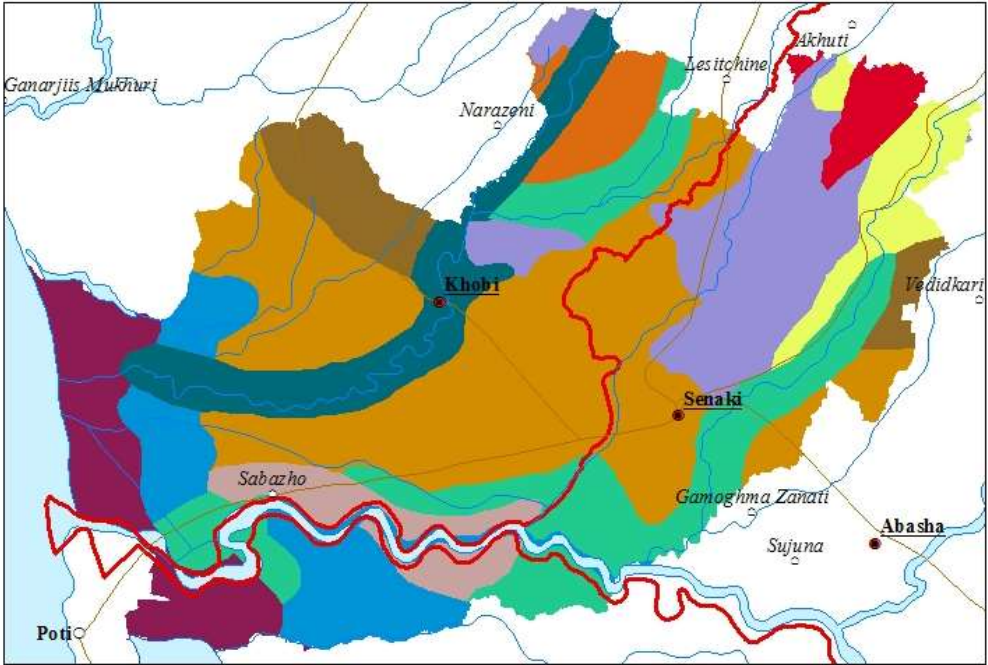 Akhuti
Lesitchine
Ganarjiis Mukhuri
Narazeni
Khobi
Vedidkari
Senaki
Sabazho
Gamoghma Zanati
Abasha
Sujuna
Poti